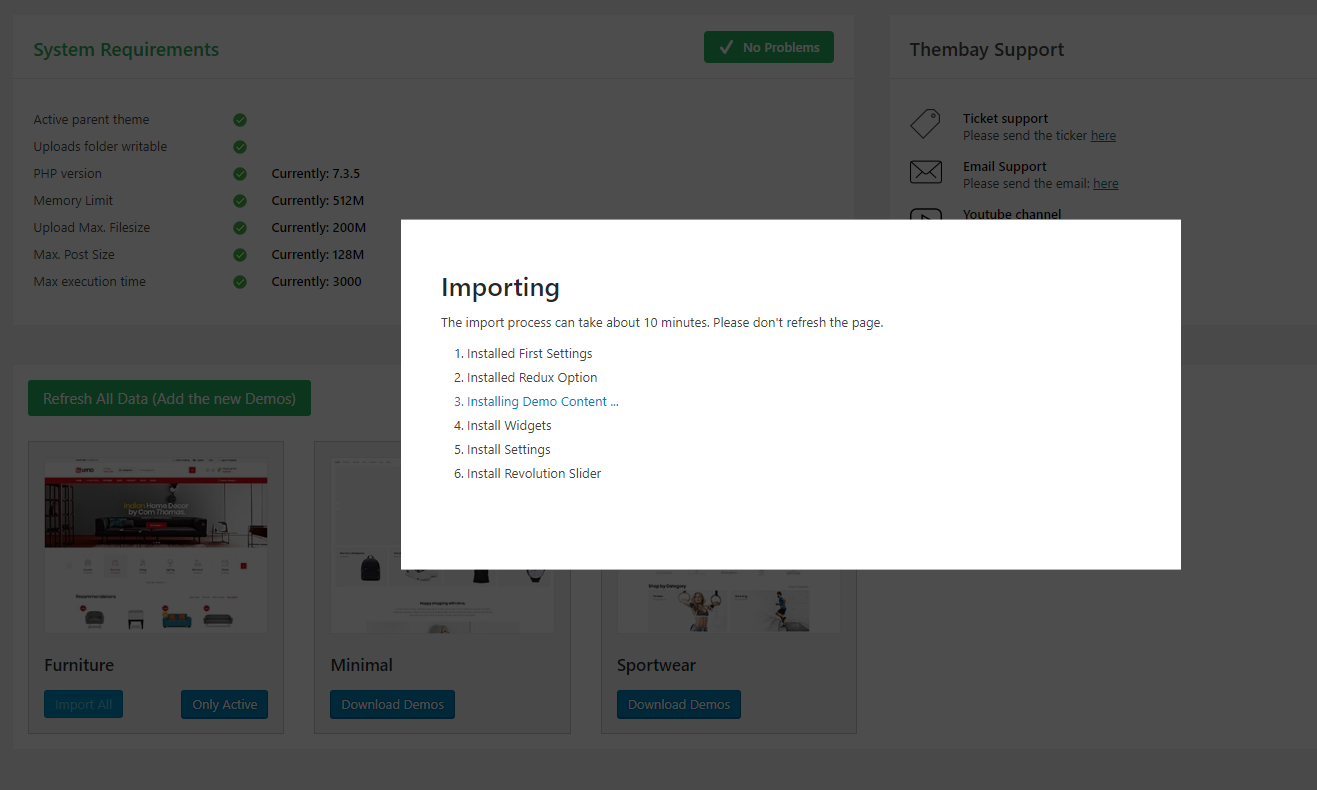 System Requirements
No Problems
Active parent theme
Uploads folder writable
PHP version
Currently: 7.3.5
Memory Limit
Currently: 512M
Upload Max. Filesize
Currently: 200M
Max. Post Size
Currently: 128M
Max execution time
Currently: 3000
Thembay Support
Ticket support
Please send the ticker here
Email Support
Please send the email: here
Youtube channel
Importing
The import process can take about 10 minutes. Please don't refresh the page.
1. Installed First Settings
2. Installed Redux Option
3. Installing Demo Content ...
4. Install Widgets
5. Install Settings
6. Install Revolution Slider
Refresh All Data (Add the new Demos)
Home Decor
by Com Thomas.
Furniture
Import All
Only Active
Minimal
Download Demos
Sportwear
Download Demos